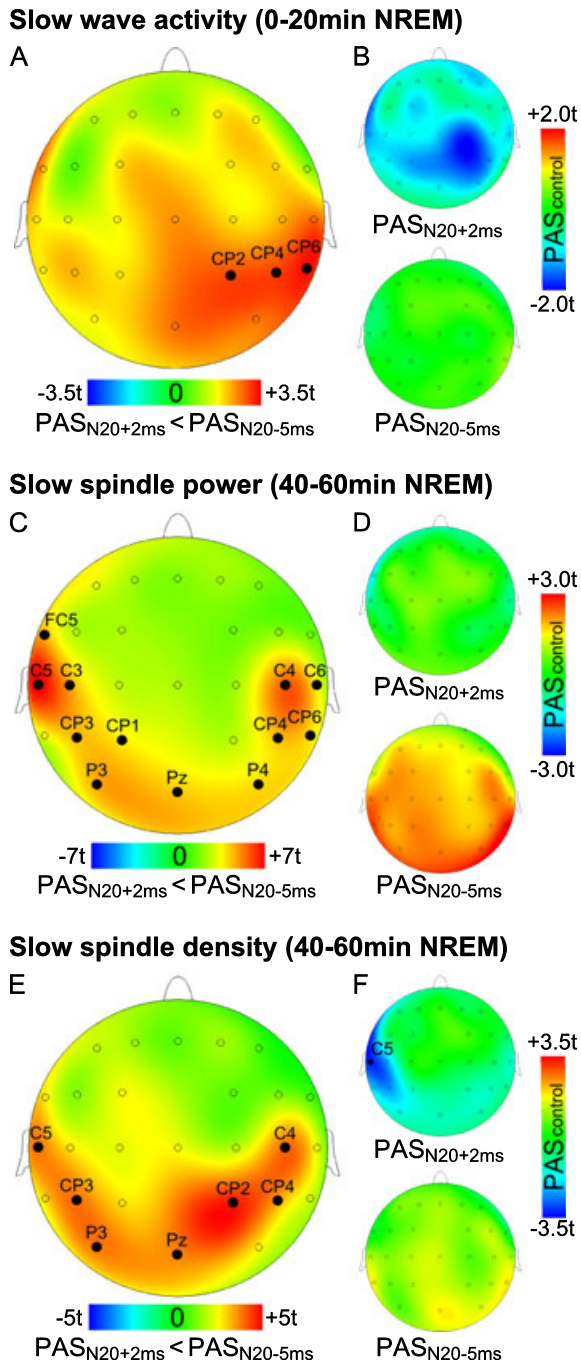 Slow wave activity (0-20min NREM)
A
B
CP2 CP4 CP6
-3.5t 0 +3.5t
PASN20+2ms < PASN20-5ms
PASN20+2ms
PASN20-5ms
+2.0t
PAScontrol
-2.0t
Slow spindle power (40-60min NREM)
C
D
FC5
C5 C3 C4 C6
CP3 CP1 CP4 CP6
P3 Pz P4
-7t 0 +7t
PASN20+2ms < PASN20-5ms
PASN20+2ms
PASN20-5ms
+3.0t
PAScontrol
-3.0t
Slow spindle density (40-60min NREM)
E
F
C5 C4
CP3 CP2 CP4
P3 Pz
-5t 0 +5t
PASN20+2ms < PASN20-5ms
C5
PASN20+2ms
PASN20-5ms
+3.5t
PAScontrol
-3.5t